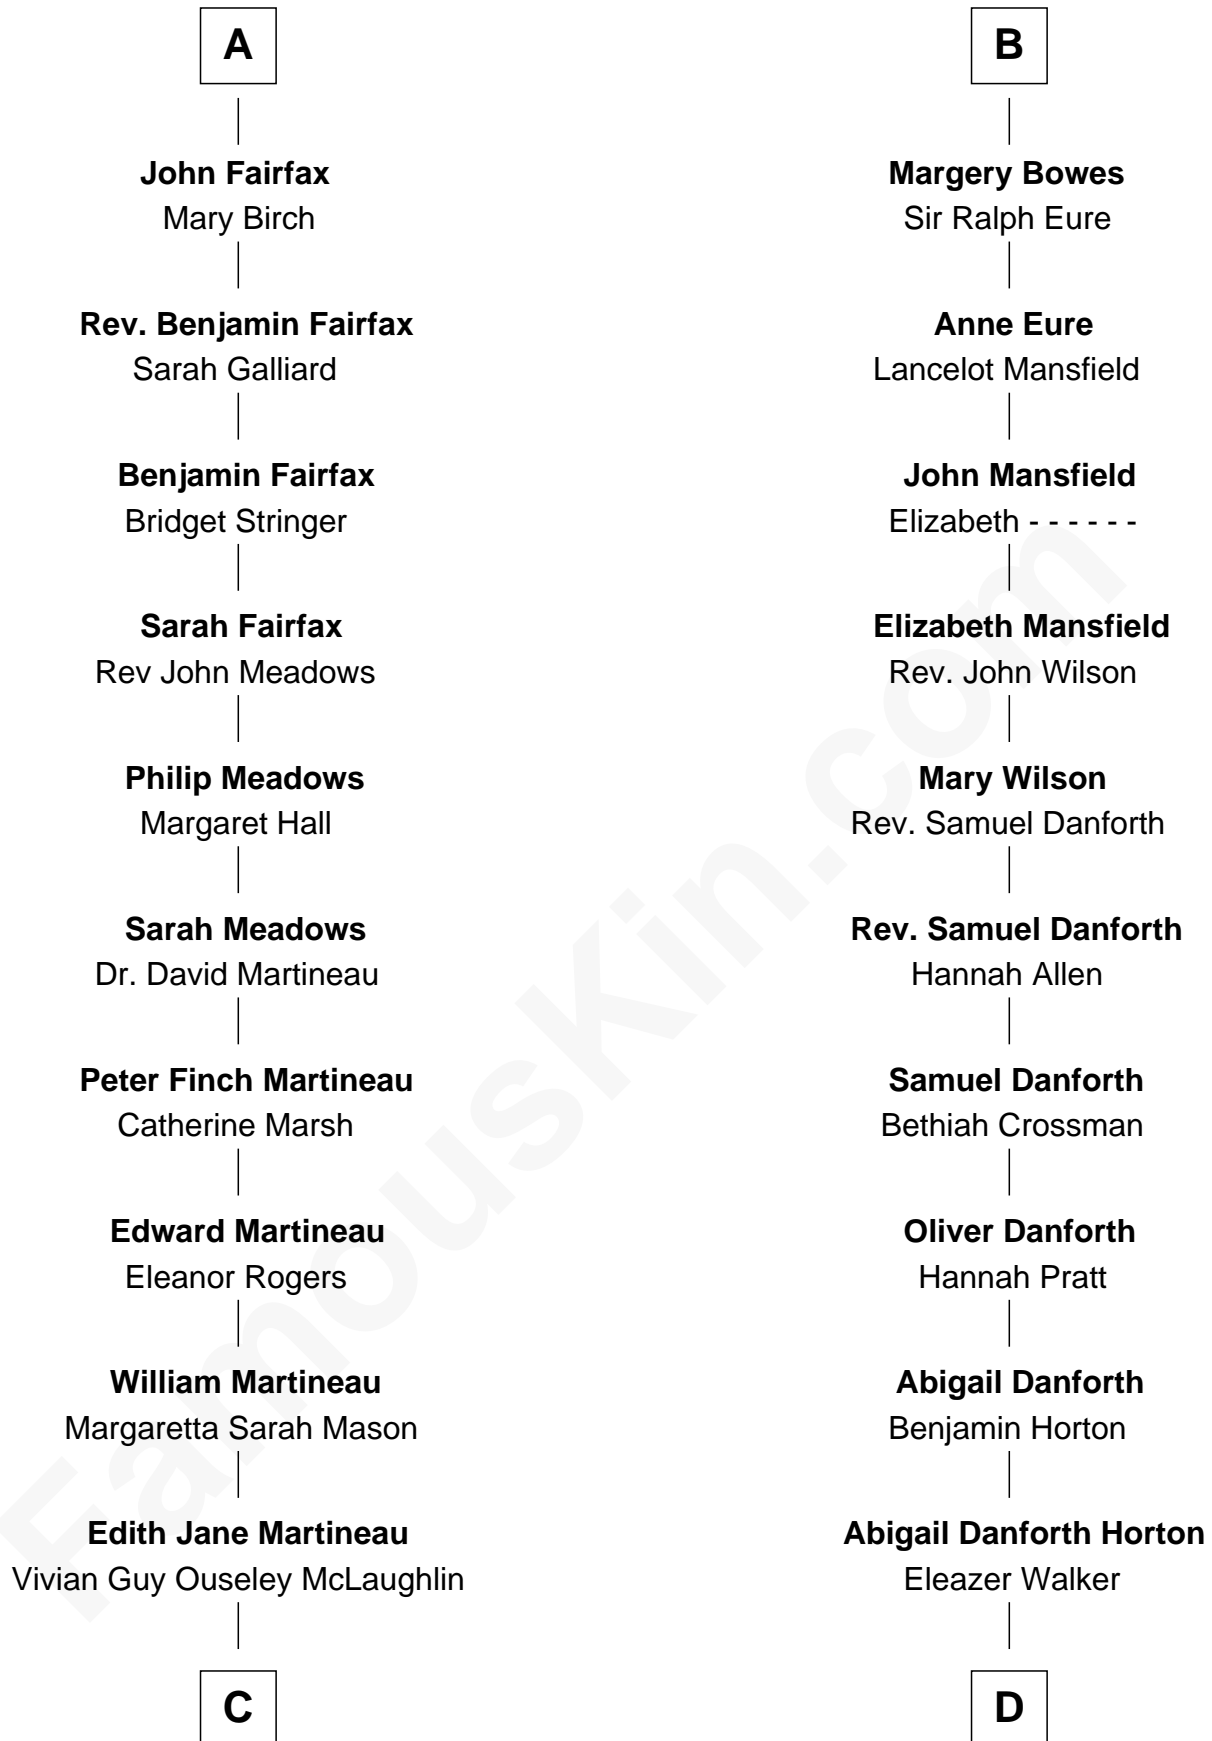 A
John Fairfax
Mary Birch
Rev. Benjamin Fairfax
Sarah Galliard
Benjamin Fairfax
Bridget Stringer
Sarah Fairfax
Rev John Meadows
Philip Meadows
Margaret Hall
Sarah Meadows
Dr. David Martineau
Peter Finch Martineau
Catherine Marsh
Edward Martineau
Eleanor Rogers
William Martineau
Margaretta Sarah Mason
Edith Jane Martineau
Vivian Guy Ouseley McLaughlin
C
B
Margery Bowes
Sir Ralph Eure
Anne Eure
Lancelot Mansfield
John Mansfield
Elizabeth - - - - - -
Elizabeth Mansfield
Rev. John Wilson
Mary Wilson
Rev. Samuel Danforth
Rev. Samuel Danforth
Hannah Allen
Samuel Danforth
Bethiah Crossman
Oliver Danforth
Hannah Pratt
Abigail Danforth
Benjamin Horton
Abigail Danforth Horton
Eleazer Walker
D
FamousKin.com